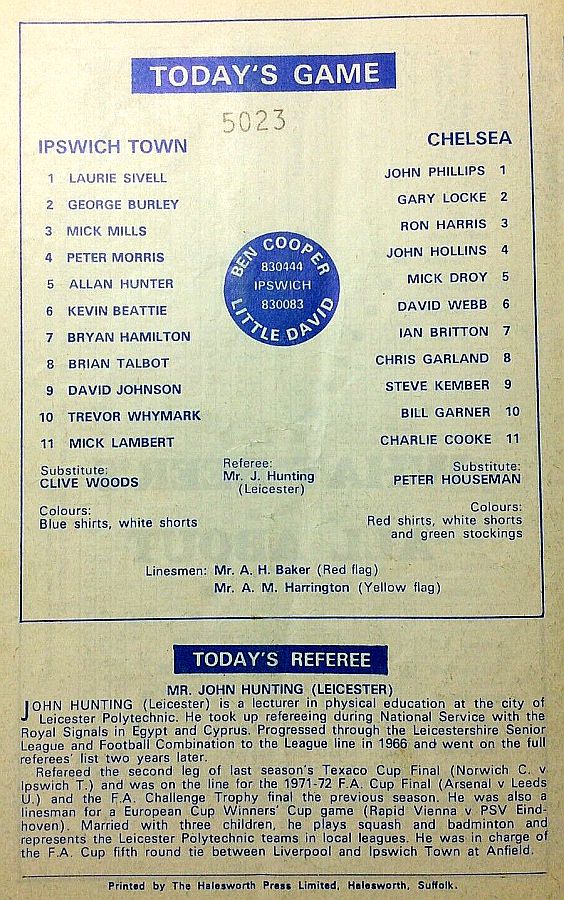 TODAY'S GAME
5023
IPSWICH TOWN
1 LAURIE SIVELL
2 GEORGE BURLEY
3 MICK MILLS
4 PETER MORRIS
5 ALLAN HUNTER
6 KEVIN BEATTIE
7 BRYAN HAMILTON
8 BRIAN TALBOT
9 DAVID JOHNSON
10 TREVOR WHYMARK
11 MICK LAMBERT
Substitute:
CLIVE WOODS
Colours:
Blue shirts, white shorts
BEN COOPER
830444
IPSWICH
830083
LITTLE DAVID
Referee:
Mr. J. Hunting
(Leicester)
CHELSEA
JOHN PHILLIPS 1
GARY LOCKE 2
RON HARRIS 3
JOHN HOLLINS 4
MICK DROY 5
DAVID WEBB 6
IAN BRITTON 7
CHRIS GARLAND 8
STEVE KEMBER 9
BILL GARNER 10
CHARLIE COOKE 11
Substitute:
PETER HOUSEMAN
Colours:
Red shirts, white shorts
and green stockings
Linesmen: Mr. A. H. Baker (Red flag)
Mr. A. M. Harrington (Yellow flag)
TODAY'S REFEREE
MR. JOHN HUNTING (LEICESTER)
JOHN HUNTING (Leicester) is a lecturer in physical education at the city of
Leicester Polytechnic. He took up refereeing during National Service with the
Royal Signals in Egypt and Cyprus. Progressed through the Leicestershire Senior
League and Football Combination to the League line in 1966 and went on the full
referees' list two years later.
Refereed the second leg of last season's Texaco Cup Final (Norwich C. v
Ipswich T.) and was on the line for the 1971-72 F.A. Cup Final (Arsenal v Leeds
U.) and the F.A. Challenge Trophy final the previous season. He was also a
linesman for a European Cup Winners' Cup game (Rapid Vienna v PSV Eind-
hoven). Married with three children, he plays squash and badminton and
represents the Leicester Polytechnic teams in local leagues. He was in charge of
the F.A. Cup fifth round tie between Liverpool and Ipswich Town at Anfield.
Printed by The Halesworth Press Limited, Halesworth, Suffolk.